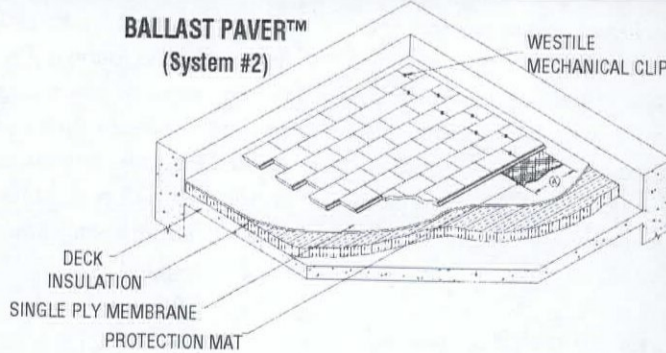 BALLAST PAVER™
(System #2)
WESTILE
MECHANICAL CLIP
A
DECK
INSULATION
SINGLE PLY MEMBRANE
PROTECTION MAT